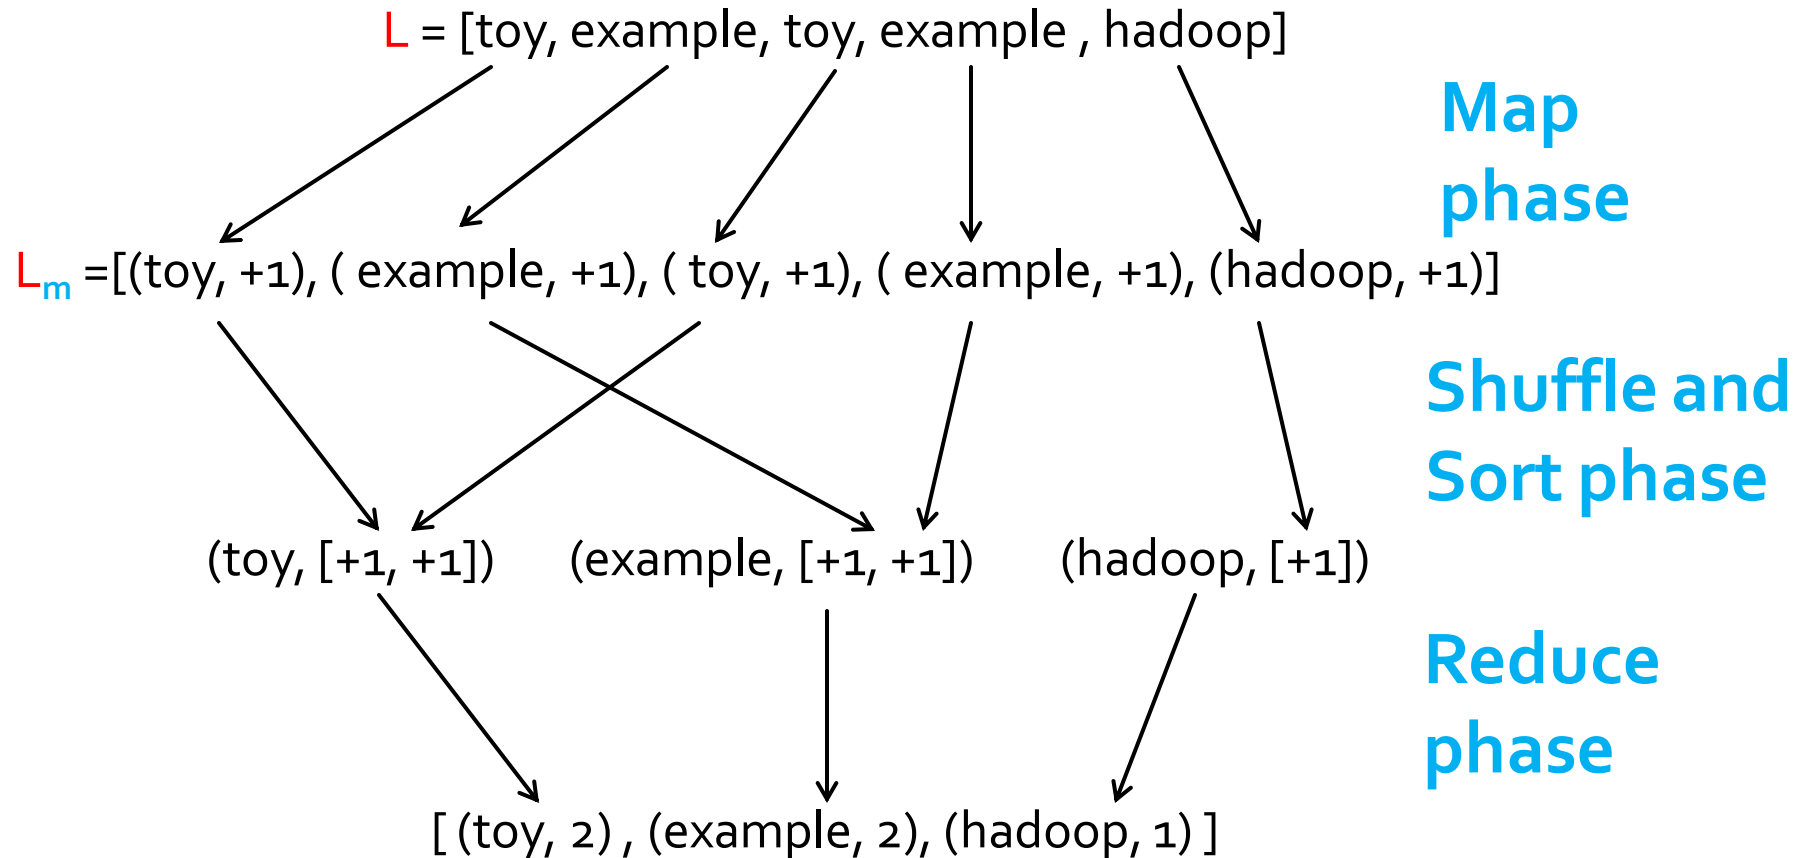 L = [toy, example, toy, example , hadoop]
Map
phase
Lm =[(toy, +1), ( example, +1), ( toy, +1), ( example, +1), (hadoop, +1)]
Shuffle and
Sort phase
(toy, [+1, +1]) (example, [+1, +1]) (hadoop, [+1])
Reduce
phase
[ (toy, 2) , (example, 2), (hadoop, 1) ]